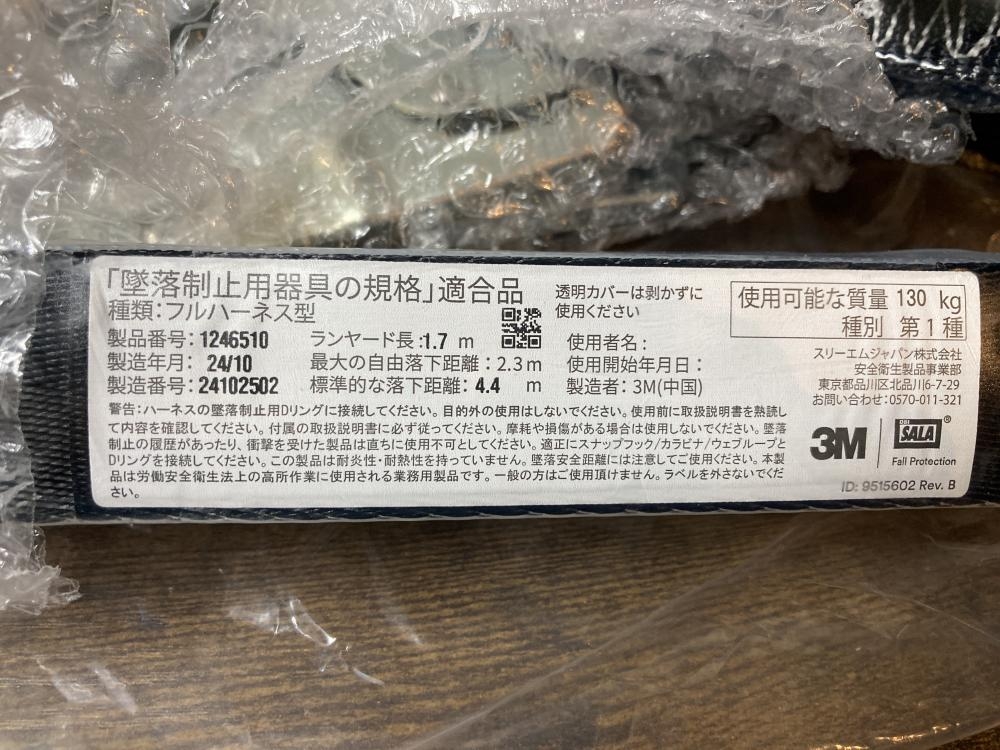 「墜落制止用器具の規格」適合品
種類：フルハーネス型
製品番号：1246510
製造年月： 24/10
製造番号：24102502
ランヤード長：1.7 m
最大の自由落下距離：2.3 m
標準的な落下距離：4.4 m
透明カバーは剥かずに
使用ください
使用者名：
使用開始年月日：
製造者：3M(中国)
使用可能な質量 130 kg
種別 第1種
スリーエムジャパン株式会社
安全衛生製品事業部
東京都品川区北品川6-7-29
お問い合わせ：0570-011-321
警告：ハーネスの墜落制止用Dリングに接続してください。目的外の使用はしないでください。使用前に取扱説明書を熟読し
て内容を確認してください。付属の取扱説明書に必ず従ってください。摩耗や損傷がある場合は使用しないでください。墜落
制止の履歴があったり、衝撃を受けた製品は直ちに使用不可としてください。適正にスナップフック/カラビナ/ウェブループと
Dリングを接続してください。この製品は耐炎性・耐熱性を持っていません。墜落安全距離には注意してご使用ください。本製
品は労働安全衛生法上の高所作業に使用される業務用製品です。一般の方はご使用頂けません。ラベルを外さないでくだ
さい。
3M
DBI
SALA®
Fall Protection
ID: 9515602 Rev. B